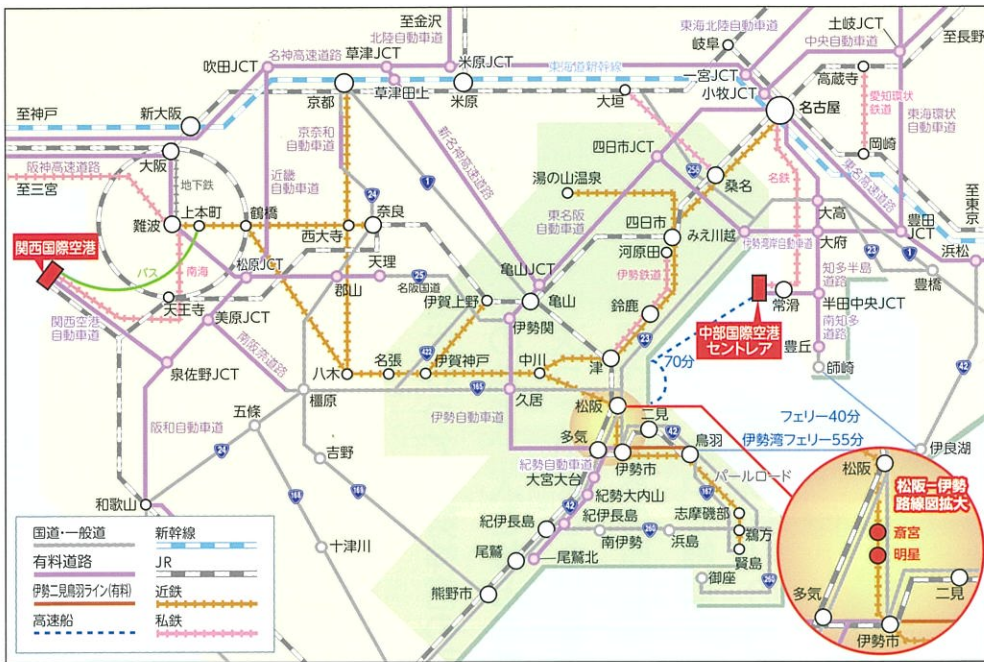 至金沢
北陸自動車道
名神高速道路
草津JCT
吹田JCT
米原JCT
東海道新幹線
東海北陸自動車道
岐阜
土岐JCT
中央自動車道
至長野
一宮JCT
小牧JCT
高蔵寺
京都
草津田上
米原
大垣
名古屋
愛知環状
鉄道
東海環状
自動車道
至神戸
新大阪
京奈和
自動車道
新名神高速道路
岡崎
大阪
阪神高速道路
至三宮
地下鉄
近畿
自動車道
24
1
四日市JCT
258
湯の山温泉
桑名
名鉄
東名高速道路
至東京
難波
上本町
鶴橋
西大寺
奈良
東名阪
自動車道
四日市
河原田
みえ川越
伊勢湾岸自動車道
大高
大府
豊田
JCT
23
1
浜松
豊橋
関西国際空港
バス
南海
松原JCT
天理
郡山
25
名阪国道
亀山JCT
伊勢鉄道
知多半島
道路
天王寺
伊賀上野
亀山
鈴鹿
常滑
半田中央JCT
関西空港
自動車道
美原JCT
伊勢関
中部国際空港
セントレア
南知多
道路
南阪奈道路
422
23
豊丘
泉佐野JCT
八木
名張
伊賀神戸
中川
津
70分
師崎
42
橿原
165
久居
阪和自動車道
五條
伊勢自動車道
松阪
二見
フェリー40分
24
多気
42
鳥羽
伊勢湾フェリー55分
伊良湖
吉野
伊勢市
紀勢自動車道
パールロード
大宮大台
167
和歌山
168
169
紀勢大内山
志摩磯部
42
鵜方
紀伊長島
260
南伊勢
浜島
賢島
十津川
尾鷲
尾鷲北
御座
260
熊野市
国道・一般道
新幹線
有料道路
JR
伊勢二見鳥羽ライン(有料)
近鉄
高速船
私鉄
松阪
松阪ー伊勢
路線図拡大
斎宮
明星
多気
二見
伊勢市